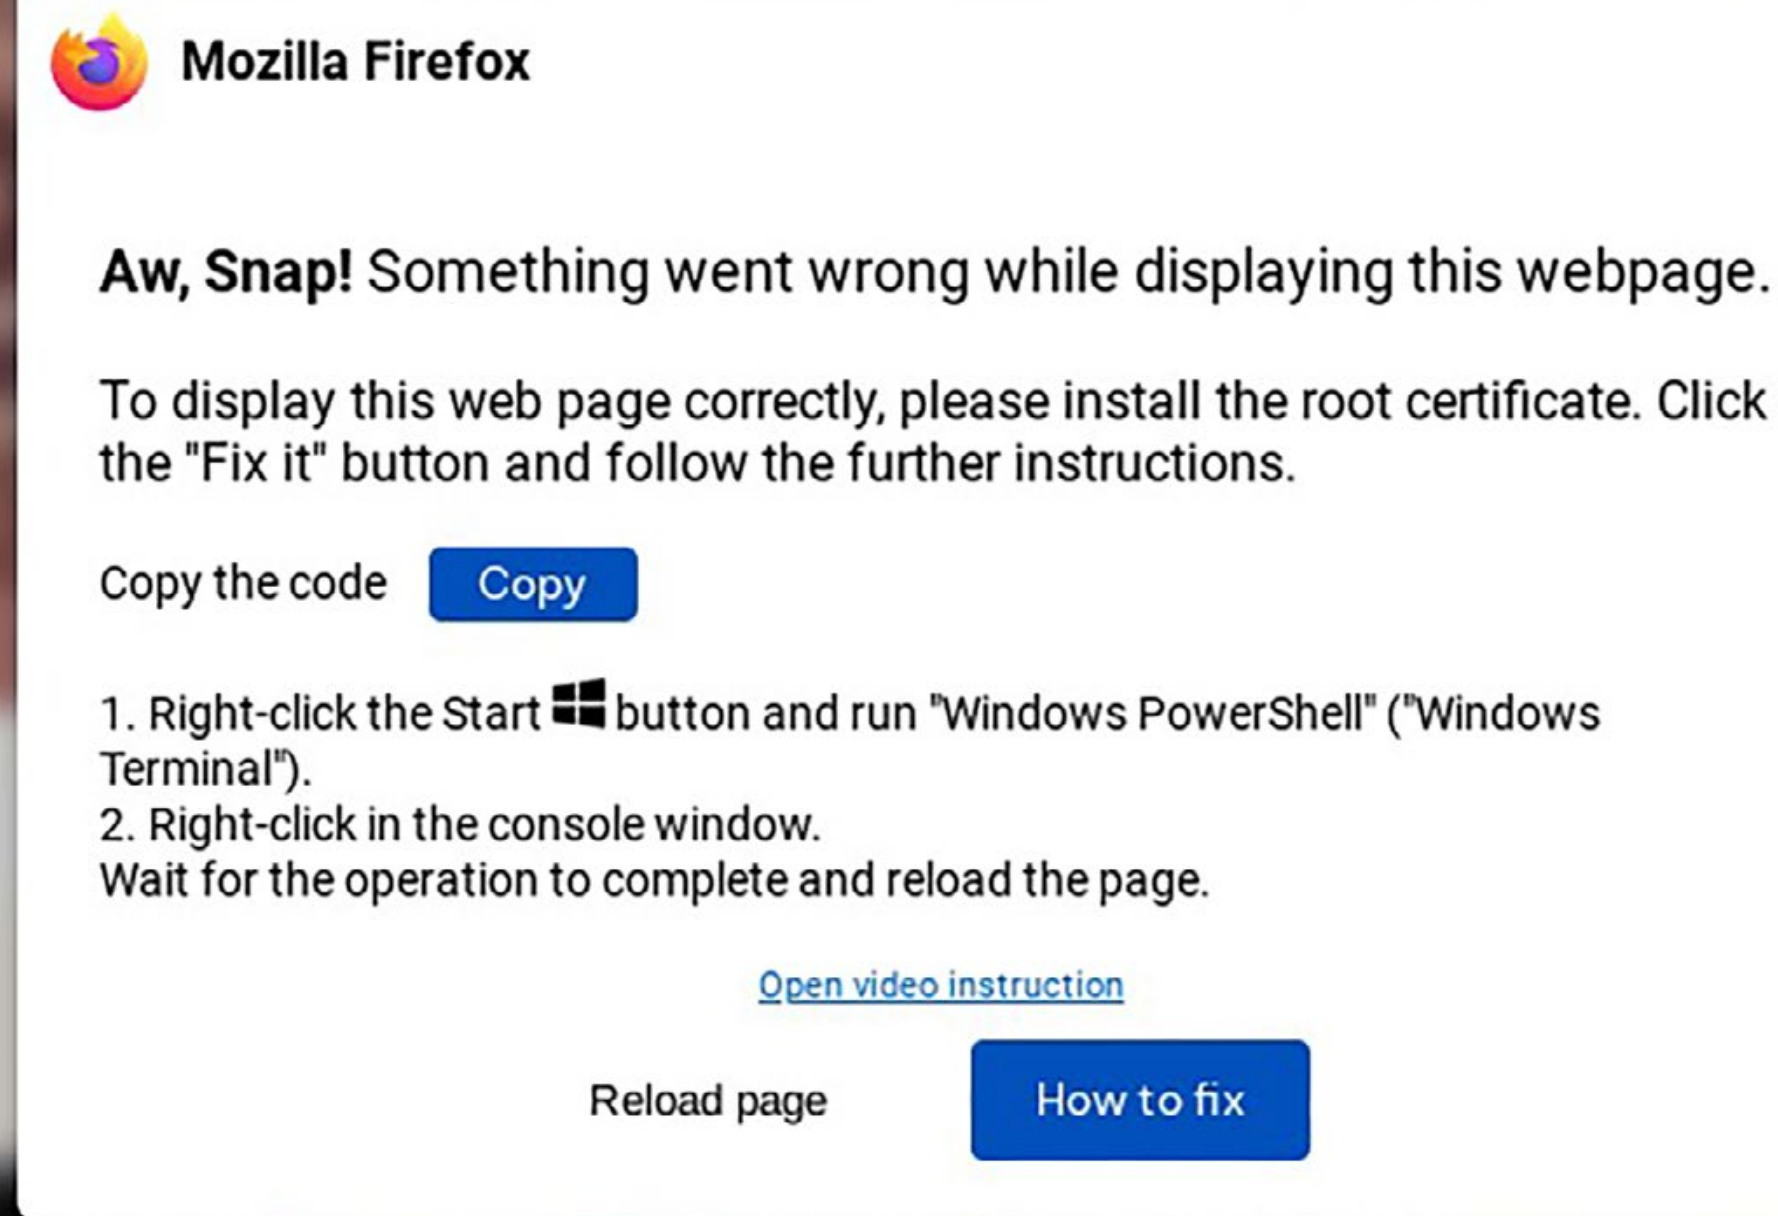 Mozilla Firefox
Aw, Snap! Something went wrong while displaying this webpage.
To display this web page correctly, please install the root certificate. Click
the "Fix it" button and follow the further instructions.
Copy the code Copy
1. Right-click the Start button and run "Windows PowerShell" ("Windows
Terminal").
2. Right-click in the console window.
Wait for the operation to complete and reload the page.
Open video instruction
Reload page How to fix